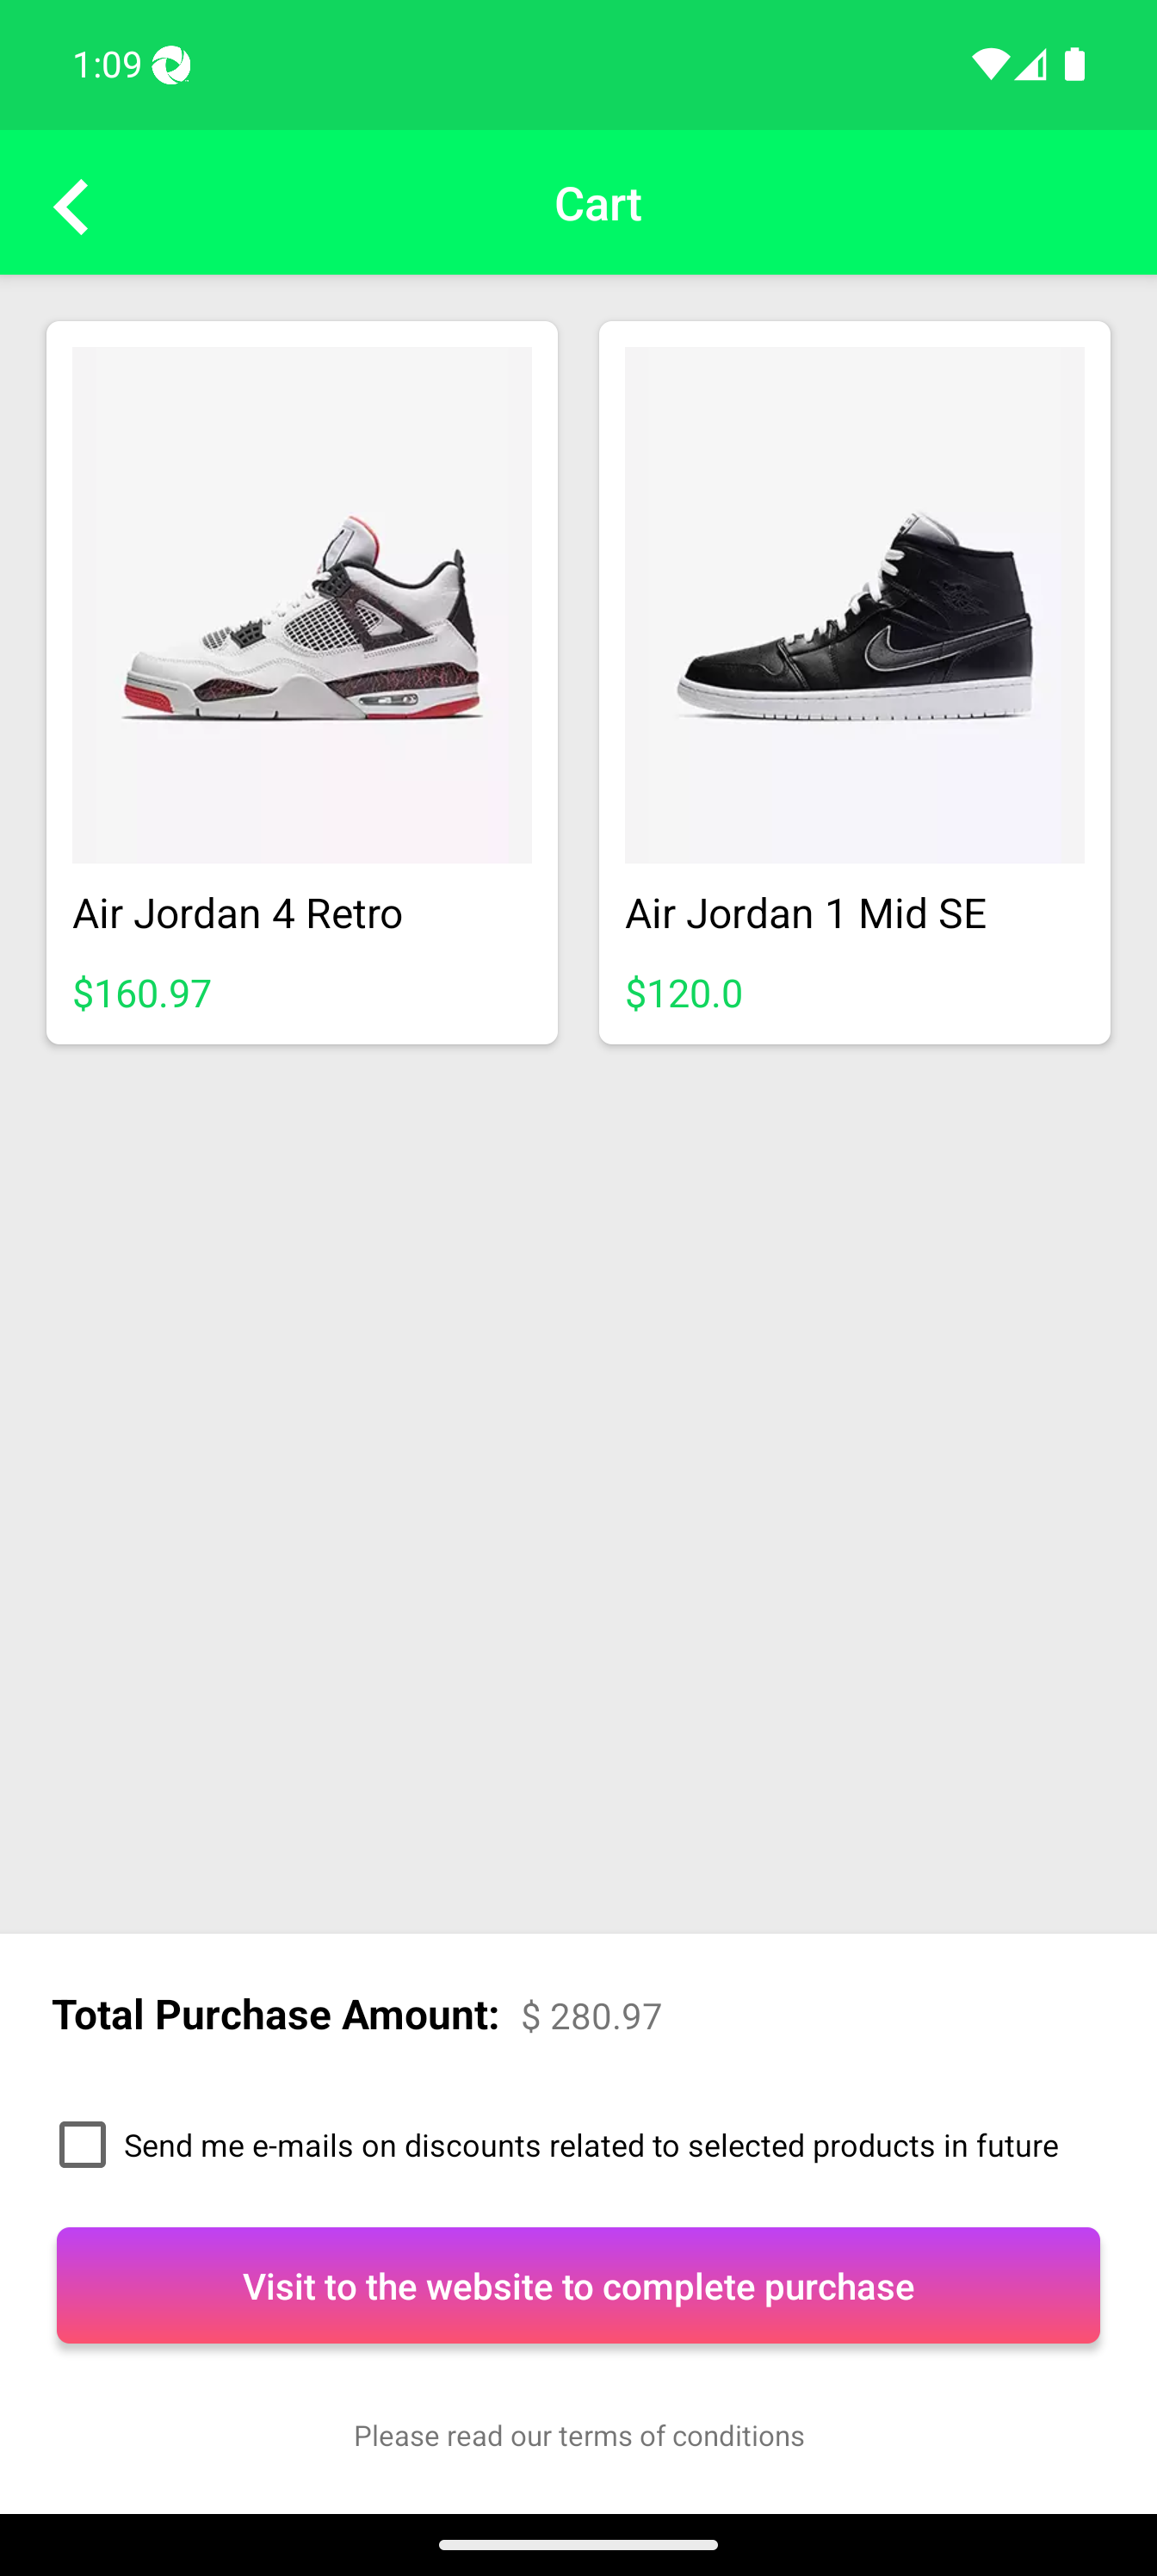 1:09
Cart
Air Jordan 4 Retro
$160.97
Air Jordan 1 Mid SE
$120.0
Total Purchase Amount: $ 280.97
Send me e-mails on discounts related to selected products in future
Visit to the website to complete purchase
Please read our terms of conditions